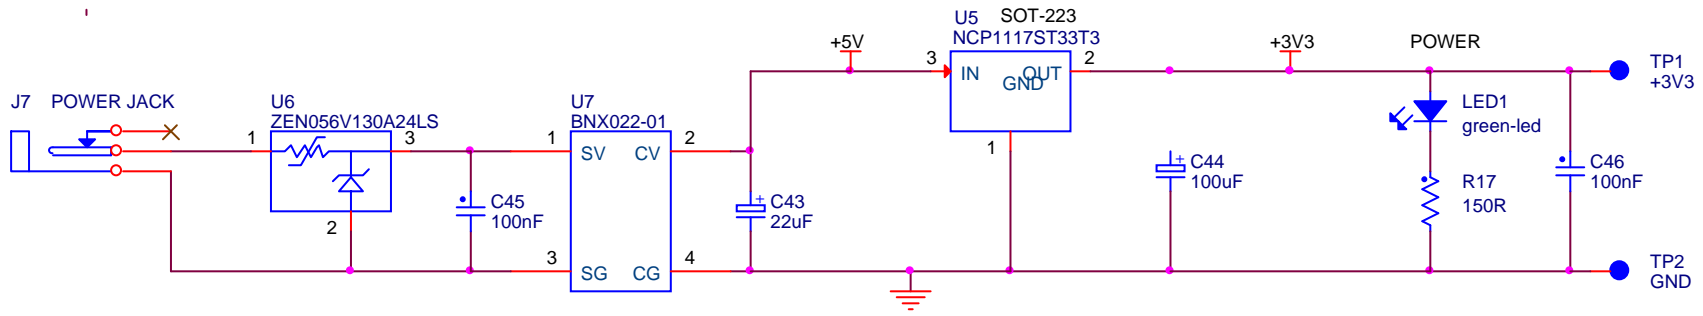 J7 POWER JACK
U6
ZEN056V130A24LS
1
3
2
C45
100nF
U7
BNX022-01
1
SV
CV
2
3
SG
CG
4
C43
22uF
+5V
U5 SOT-223
NCP1117ST33T3
3
IN
OUT
GND
2
1
C44
100uF
+3V3
POWER
LED1
green-led
R17
150R
C46
100nF
TP1
+3V3
TP2
GND